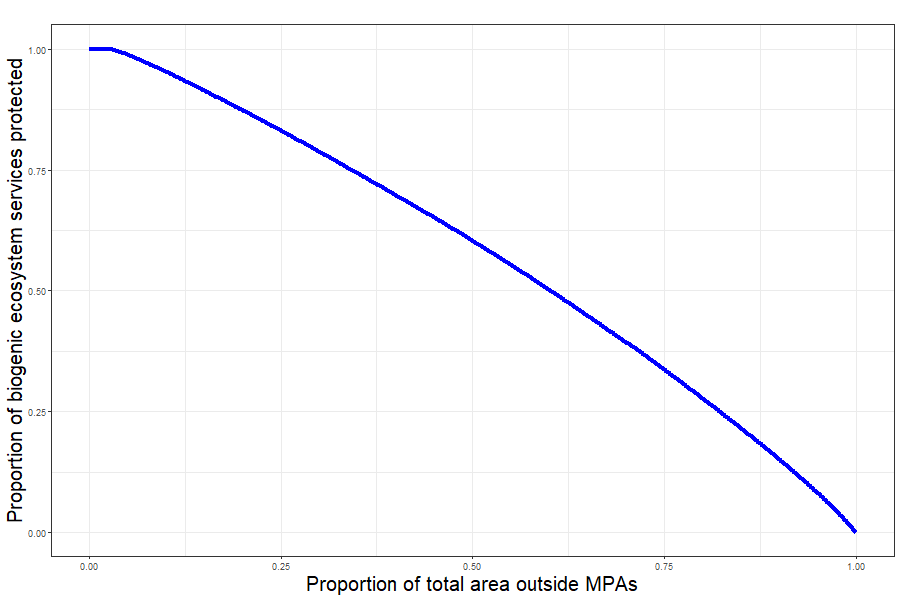 Proportion of biogenic ecosystem services protected
1.00
0.75
0.50
0.25
0.00
0.00 0.25 0.50 0.75 1.00
Proportion of total area outside MPAs